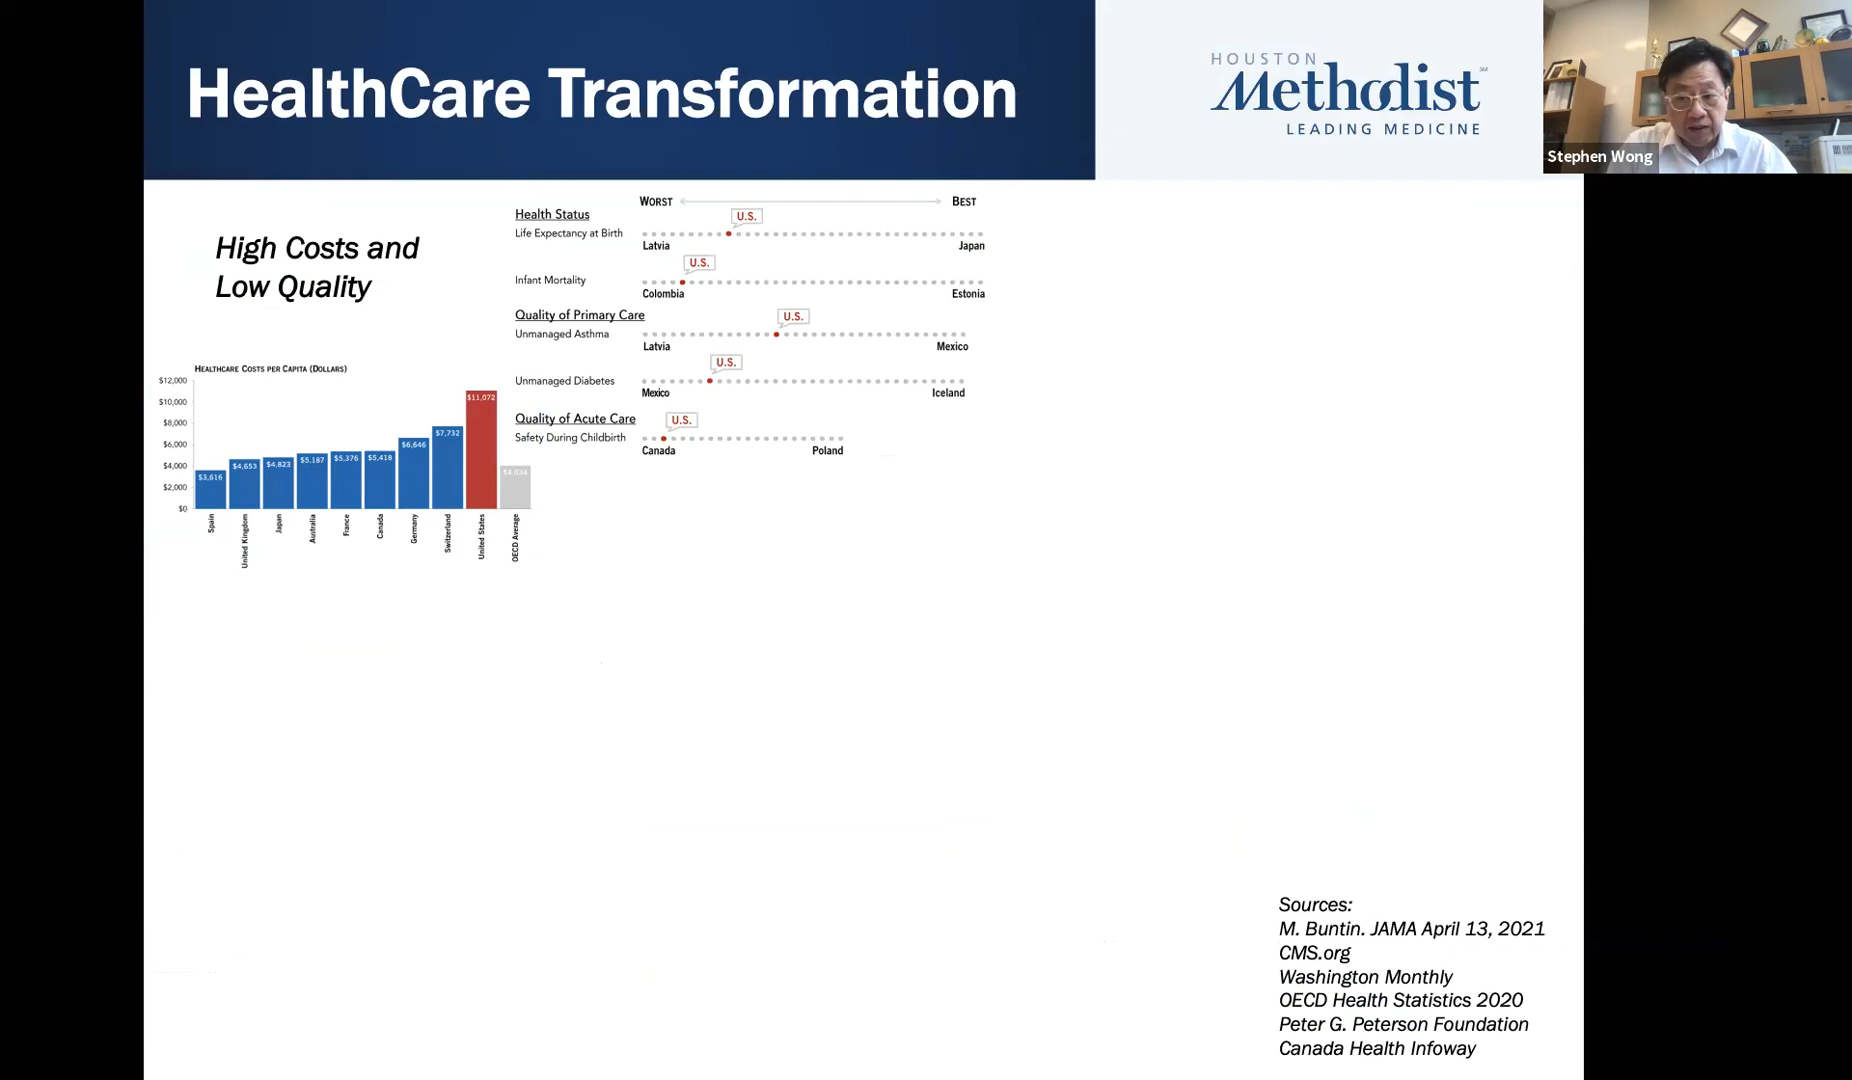 HealthCare Transformation
HOUSTON
Methodist℠
LEADING MEDICINE
Stephen Wong
High Costs and
Low Quality
WORST
BEST
Health Status
U.S.
Life Expectancy at Birth
Latvia
Japan
U.S.
Infant Mortality
Colombia
Estonia
Quality of Primary Care
U.S.
Unmanaged Asthma
Latvia
Mexico
U.S.
Unmanaged Diabetes
Mexico
Iceland
Quality of Acute Care
U.S.
Safety During Childbirth
Canada
Poland
HEALTHCARE COSTS PER CAPITA (DOLLARS)
$12,000
$10,000
$8,000
$6,000
$4,000
$2,000
$0
$3,616
$4,653
$4,823
$5,187
$5,376
$5,418
$6,646
$7,732
$11,072
$4,034
Spain
United Kingdom
Japan
Australia
France
Canada
Germany
Switzerland
United States
OECD Average
Sources:
M. Buntin. JAMA April 13, 2021
CMS.org
Washington Monthly
OECD Health Statistics 2020
Peter G. Peterson Foundation
Canada Health Infoway